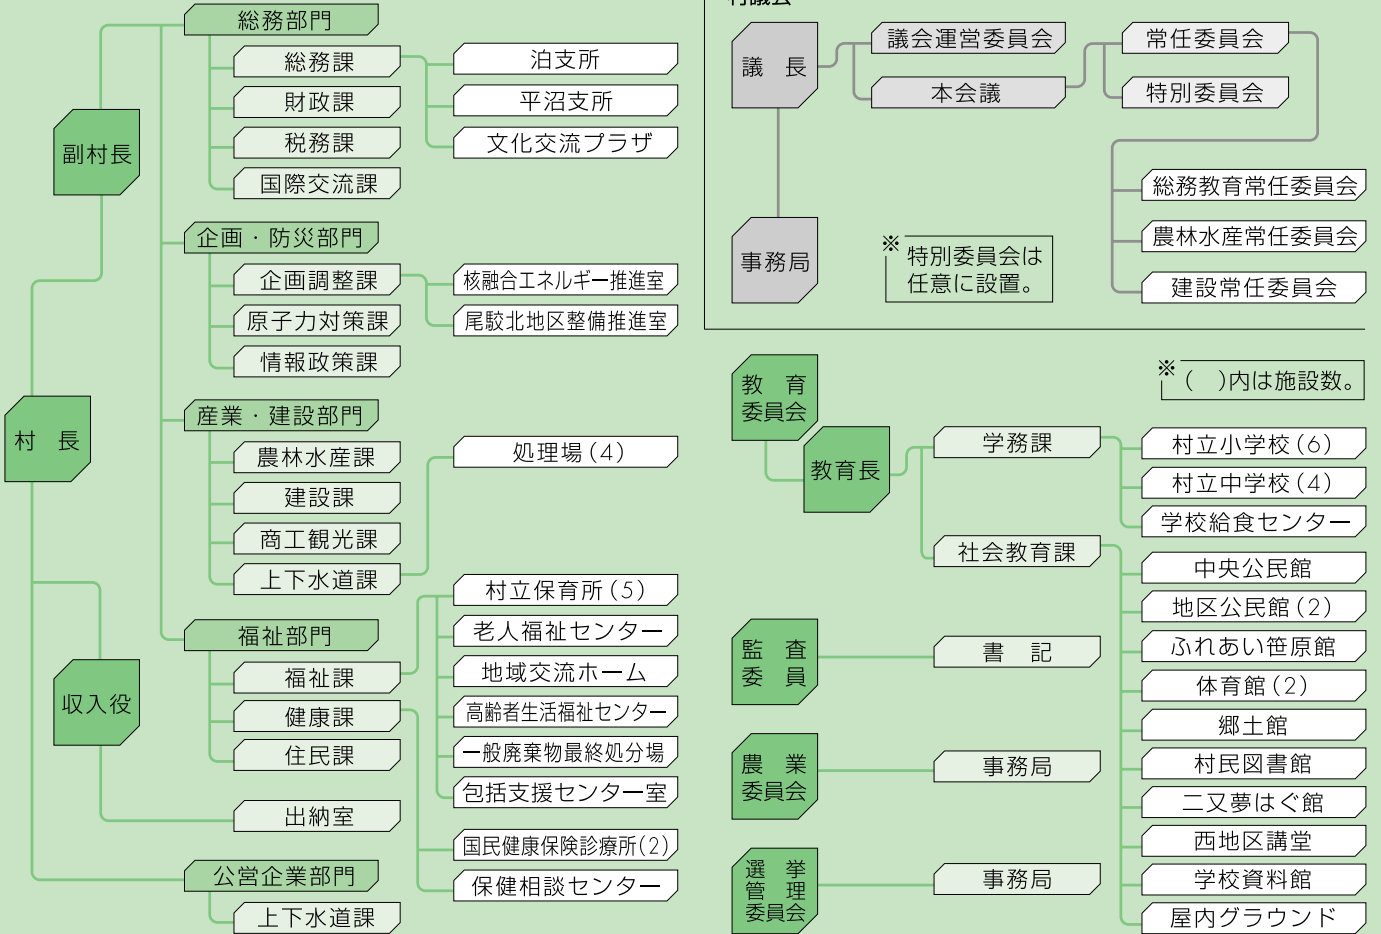 総務部門
総務課
財政課
税務課
国際交流課
泊支所
平沼支所
文化交流プラザ
副村長
企画・防災部門
企画調整課
原子力対策課
情報政策課
核融合エネルギー推進室
尾駮北地区整備推進室
村　長
産業・建設部門
農林水産課
建設課
商工観光課
上下水道課
処理場(4)
福祉部門
福祉課
健康課
住民課
村立保育所(5)
老人福祉センター
地域交流ホーム
高齢者生活福祉センター
一般廃棄物最終処分場
包括支援センター室
国民健康保険診療所(2)
保健相談センター
収入役
出納室
公営企業部門
上下水道課
村議会
議　長
議会運営委員会
本会議
常任委員会
特別委員会
総務教育常任委員会
農林水産常任委員会
建設常任委員会
事務局
※
特別委員会は
任意に設置。
※(　)内は施設数。
教　育
委員会
教育長
学務課
村立小学校(6)
村立中学校(4)
学校給食センター
社会教育課
中央公民館
地区公民館(2)
ふれあい笹原館
体育館(2)
郷土館
村民図書館
二又夢はぐ館
西地区講堂
学校資料館
屋内グラウンド
監　査
委　員
書　記
農　業
委員会
事務局
選　挙
管　理
委員会
事務局